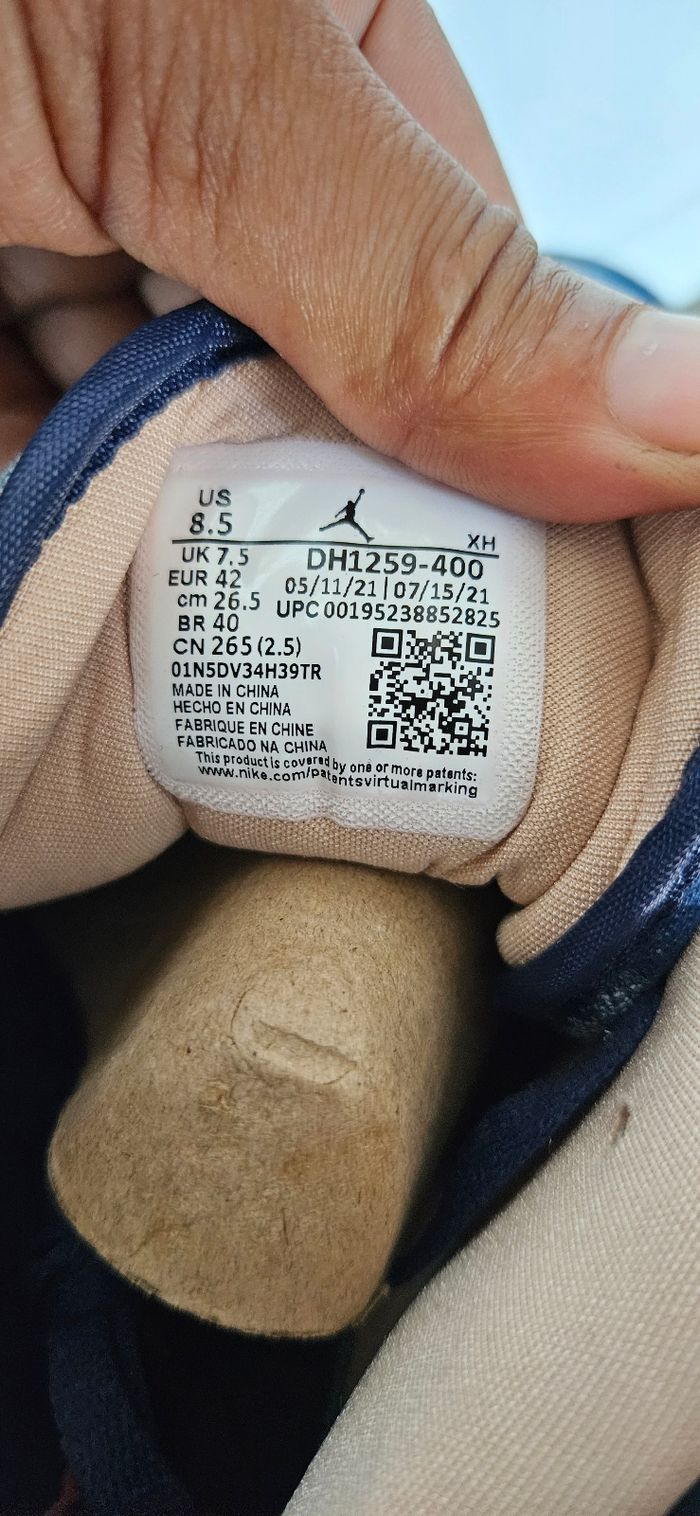 US
8.5
XH
UK 7.5
DH1259-400
EUR 42
05/11/21 | 07/15/21
cm 26.5
UPC 00195238852825
BR 40
CN 265 (2.5)
01N5DV34H39TR
MADE IN CHINA
HECHO EN CHINA
FABRIQUE EN CHINE
FABRICADO NA CHINA
This product is covered by one or more patents:
www.nike.com/patentsvirtualmarking